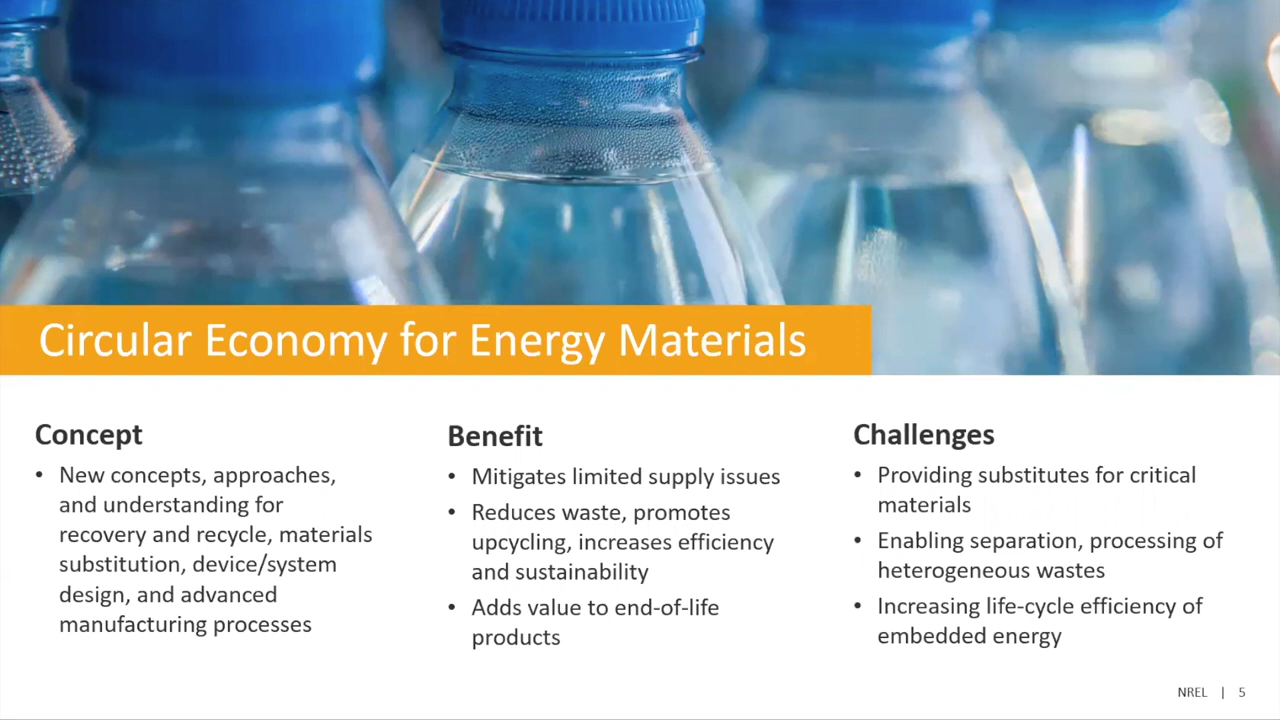 Circular Economy for Energy Materials
Concept
• New concepts, approaches,
and understanding for
recovery and recycle, materials
substitution, device/system
design, and advanced
manufacturing processes
Benefit
• Mitigates limited supply issues
• Reduces waste, promotes
upcycling, increases efficiency
and sustainability
• Adds value to end-of-life
products
Challenges
• Providing substitutes for critical
materials
• Enabling separation, processing of
heterogeneous wastes
• Increasing life-cycle efficiency of
embedded energy
NREL | 5